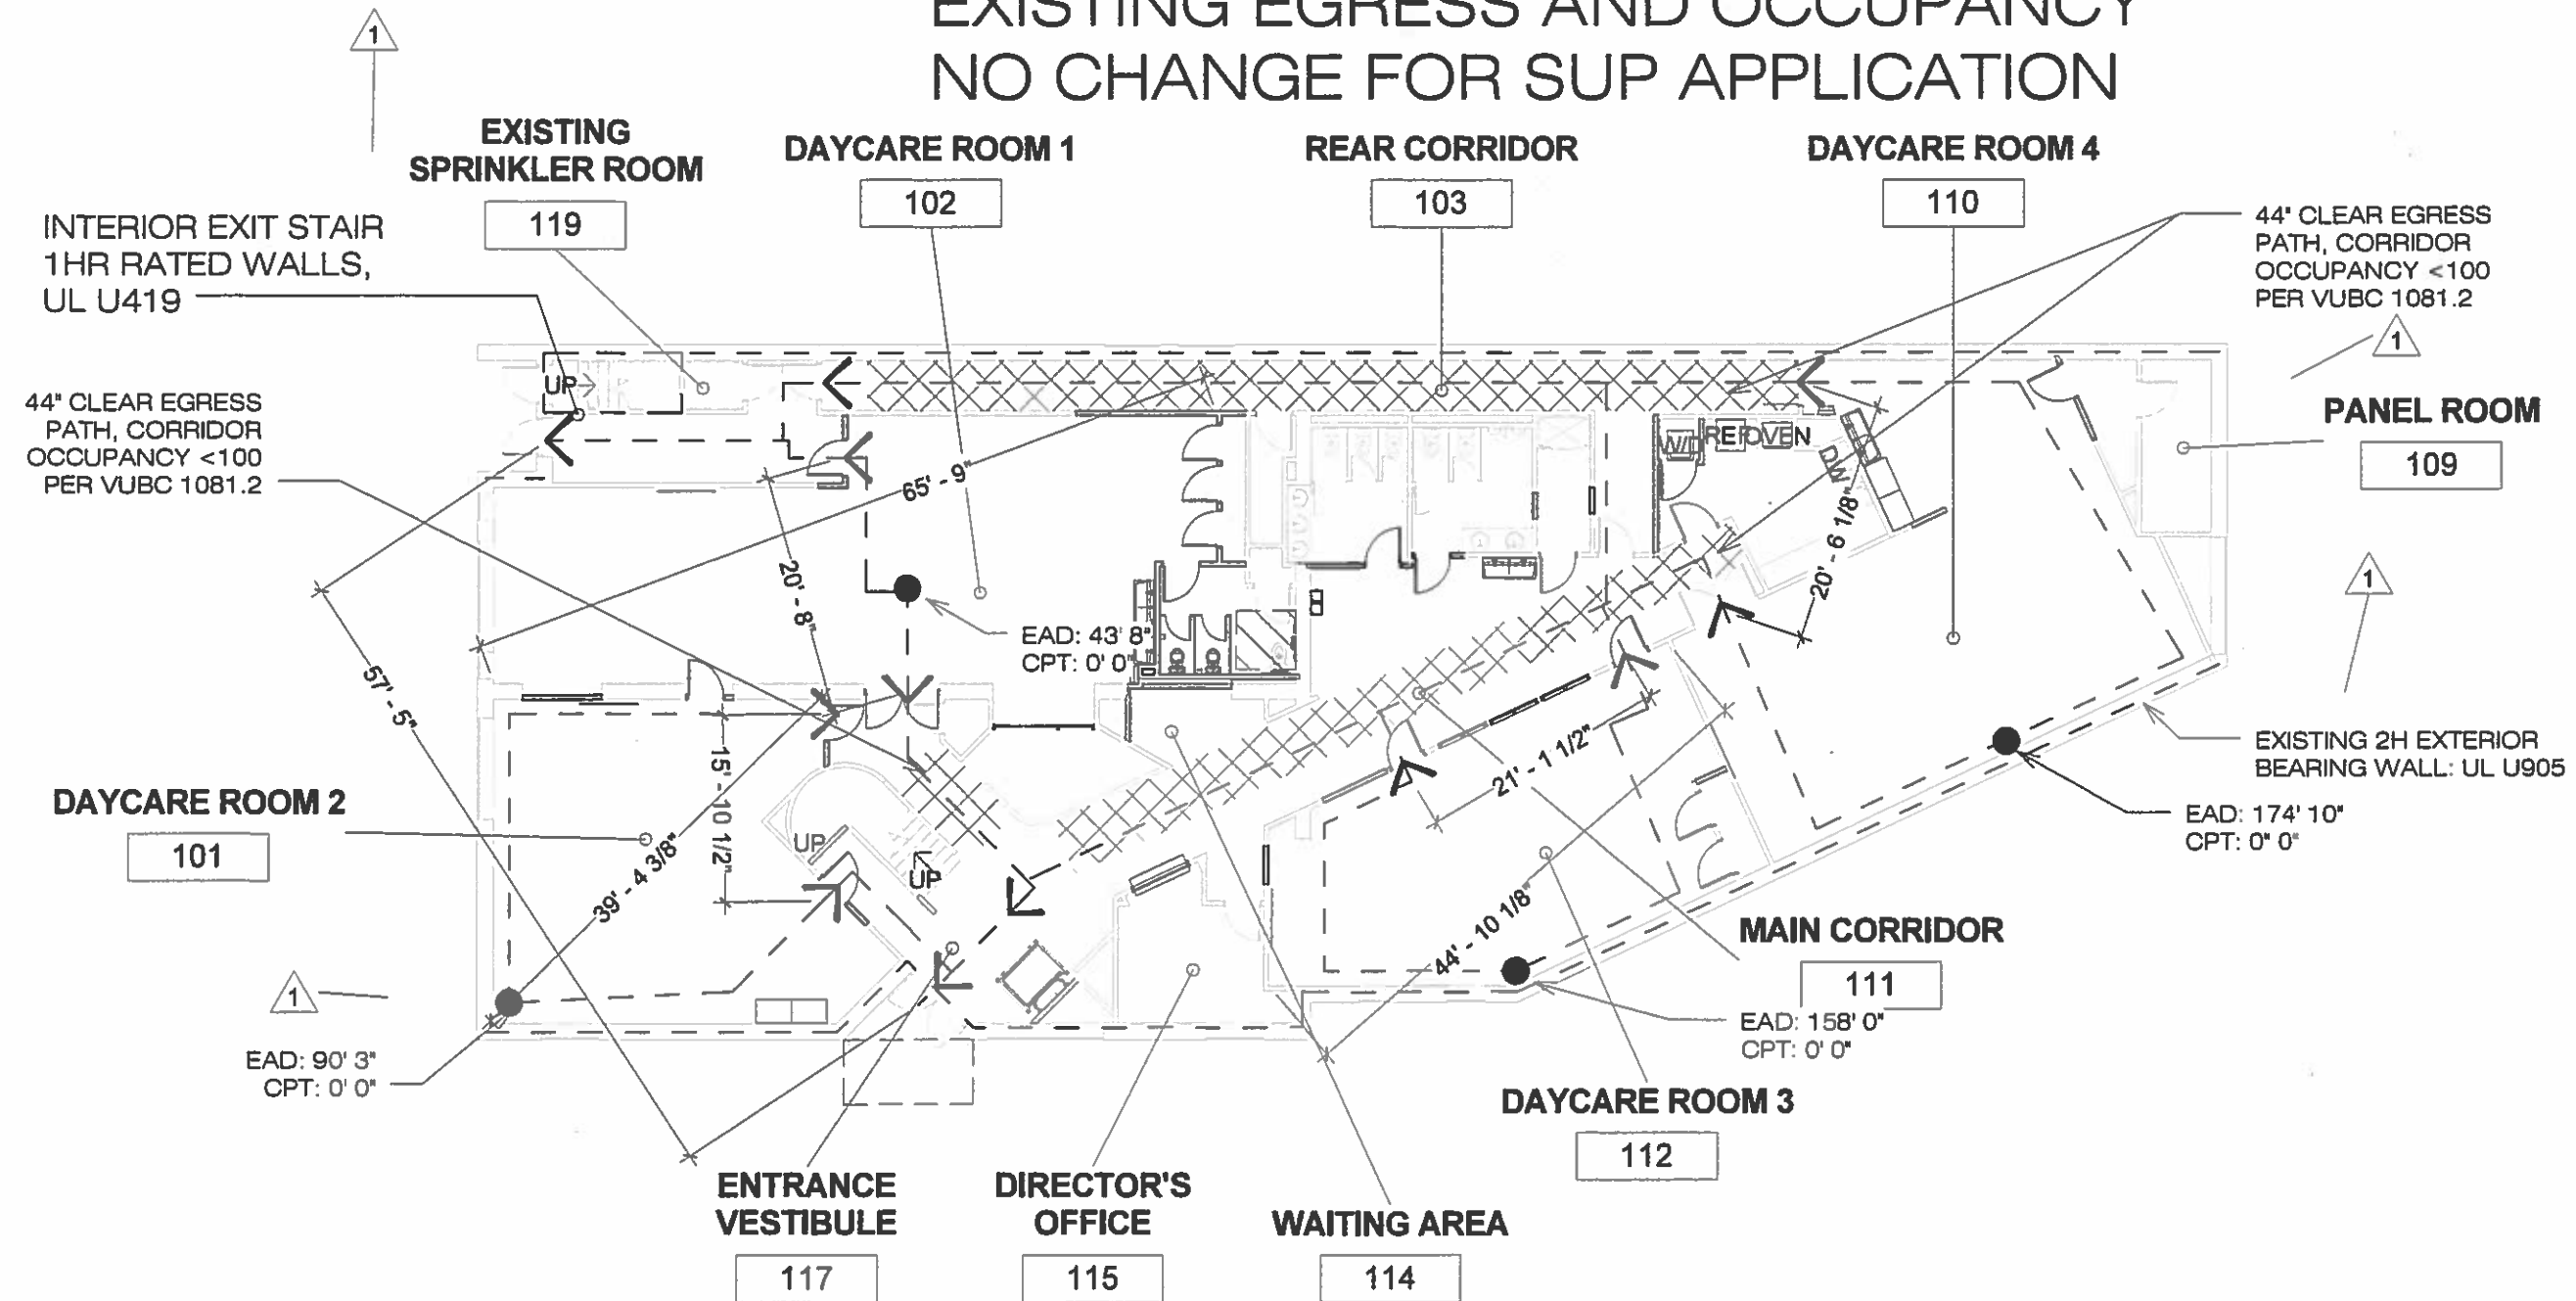 EXISTING EGRESS AND OCCUPANCY
NO CHANGE FOR SUP APPLICATION
1
EXISTING
SPRINKLER ROOM
119
DAYCARE ROOM 1
102
REAR CORRIDOR
103
DAYCARE ROOM 4
110
INTERIOR EXIT STAIR
1HR RATED WALLS,
UL U419
44" CLEAR EGRESS
PATH, CORRIDOR
OCCUPANCY <100
PER VUBC 1081.2
1
44" CLEAR EGRESS
PATH, CORRIDOR
OCCUPANCY <100
PER VUBC 1081.2
PANEL ROOM
109
UP
W/D
REF
OVEN
DW
65' - 9"
20' - 8"
20' - 6 1/8"
1
EAD: 43' 8"
CPT: 0' 0"
57' - 5"
15' - 10 1/2"
39' - 4 3/8"
21' - 1 1/2"
44' - 10 1/8"
EXISTING 2H EXTERIOR
BEARING WALL: UL U905
EAD: 174' 10"
CPT: 0" 0"
DAYCARE ROOM 2
101
UP
UP
MAIN CORRIDOR
111
1
EAD: 158' 0"
CPT: 0' 0"
EAD: 90' 3"
CPT: 0' 0"
DAYCARE ROOM 3
112
ENTRANCE
VESTIBULE
117
DIRECTOR'S
OFFICE
115
WAITING AREA
114